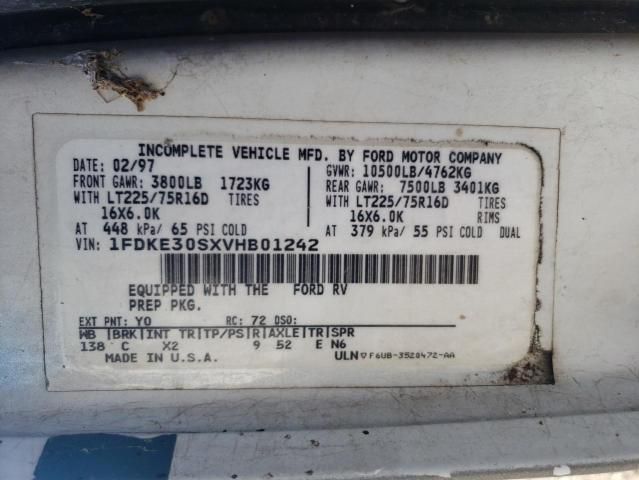 INCOMPLETE VEHICLE MFD. BY FORD MOTOR COMPANY
DATE: 02/97 GVWR: 10500LB/4762KG
FRONT GAWR: 3800LB 1723KG REAR GAWR: 7500LB 3401KG
WITH LT225/75R16D TIRES WITH LT225/75R16D TIRES
16X6.0K 16X6.0K RIMS
AT 448 kPa/ 65 PSI COLD AT 379 kPa/ 55 PSI COLD DUAL
VIN: 1FDKE30SXVHB01242
EQUIPPED WITH THE FORD RV
PREP PKG.
EXT PNT: YO RC: 72 DSO:
WB |BRK|INT TR|TP/PS|R|AXLE|TR|SPR
138 C X2 9 52 E N6
MADE IN U.S.A. ULN F6UB-3520472-AA